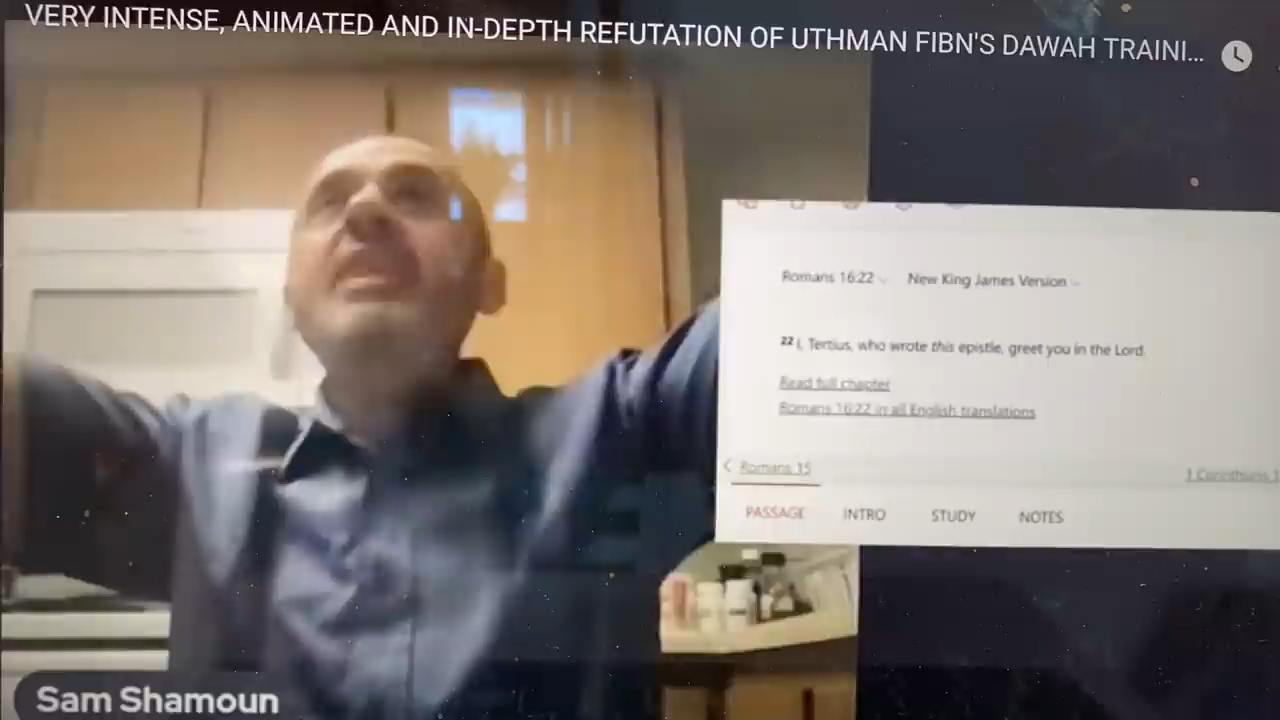 VERY INTENSE, ANIMATED AND IN-DEPTH REFUTATION OF UTHMAN FIBN'S DAWAH TRAINI...
Romans 16:22 New King James Version
22 I, Tertius, who wrote this epistle, greet you in the Lord.
Read full chapter
Romans 16:22 in all English translations
Romans 15
1 Corinthians 1
PASSAGE INTRO STUDY NOTES
Sam Shamoun